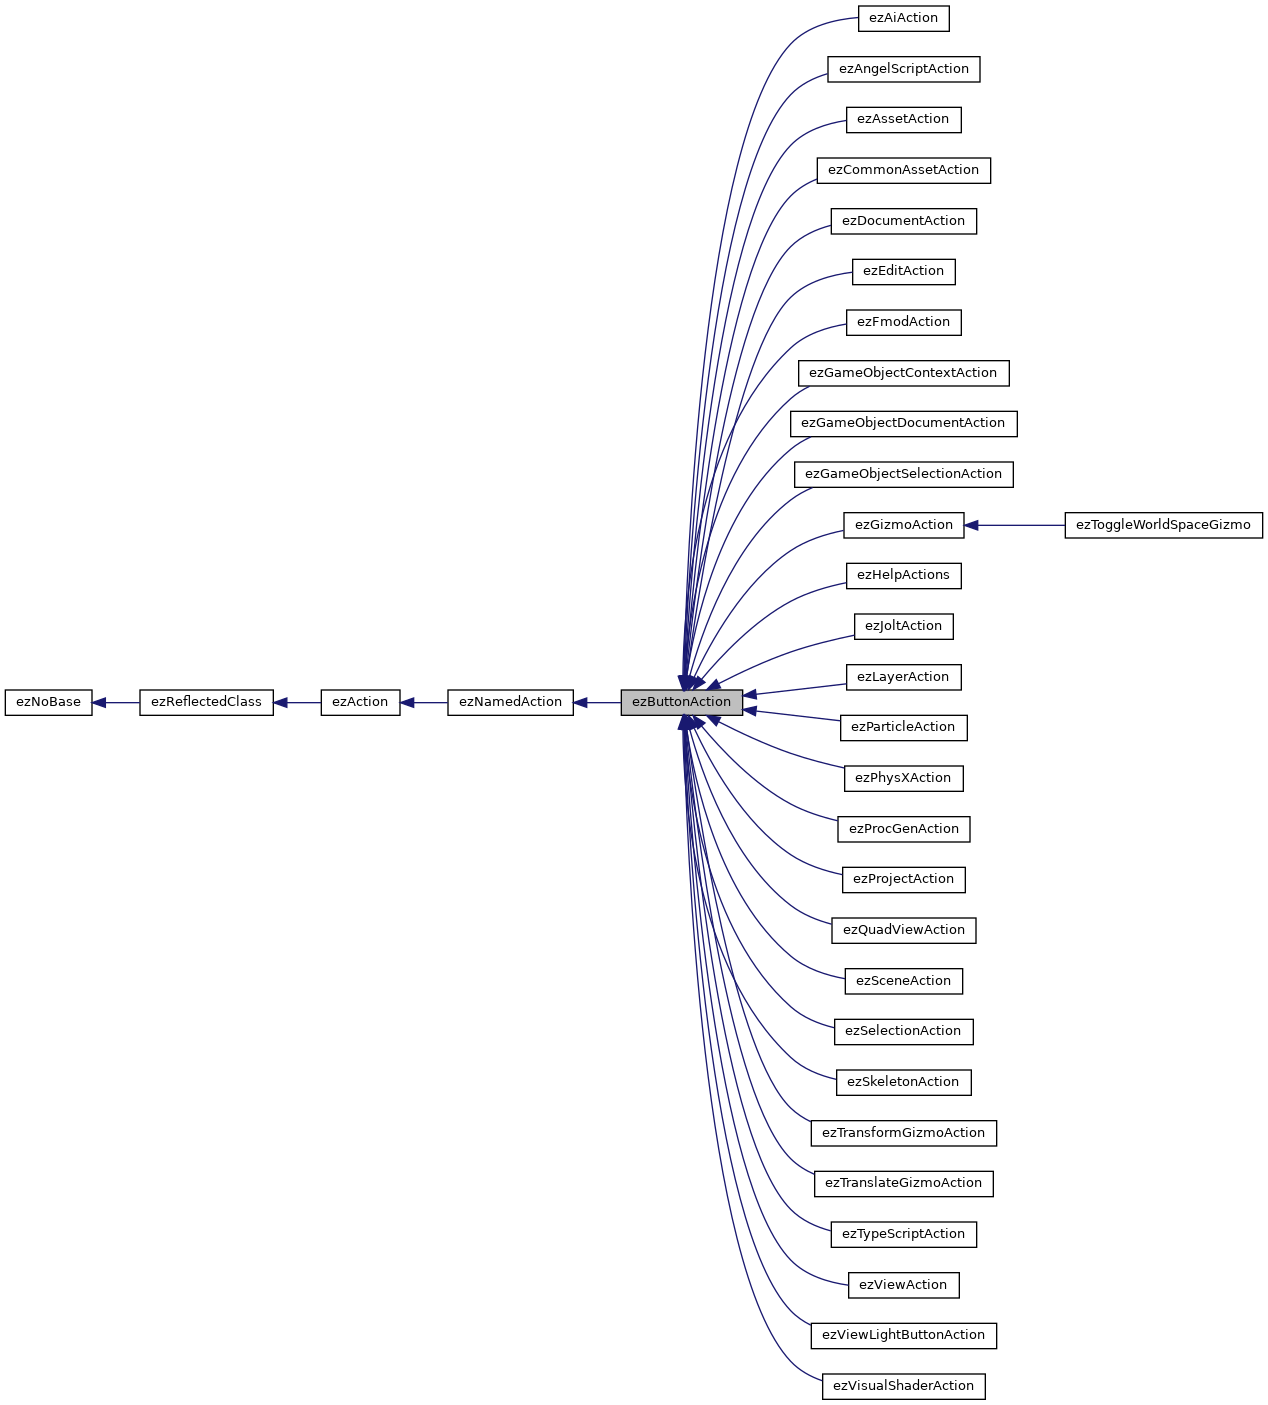 ezAiAction
ezAngelScriptAction
ezAssetAction
ezCommonAssetAction
ezDocumentAction
ezEditAction
ezFmodAction
ezGameObjectContextAction
ezGameObjectDocumentAction
ezGameObjectSelectionAction
ezGizmoAction
ezToggleWorldSpaceGizmo
ezHelpActions
ezJoltAction
ezLayerAction
ezNoBase
ezReflectedClass
ezAction
ezNamedAction
ezButtonAction
ezParticleAction
ezPhysXAction
ezProcGenAction
ezProjectAction
ezQuadViewAction
ezSceneAction
ezSelectionAction
ezSkeletonAction
ezTransformGizmoAction
ezTranslateGizmoAction
ezTypeScriptAction
ezViewAction
ezViewLightButtonAction
ezVisualShaderAction